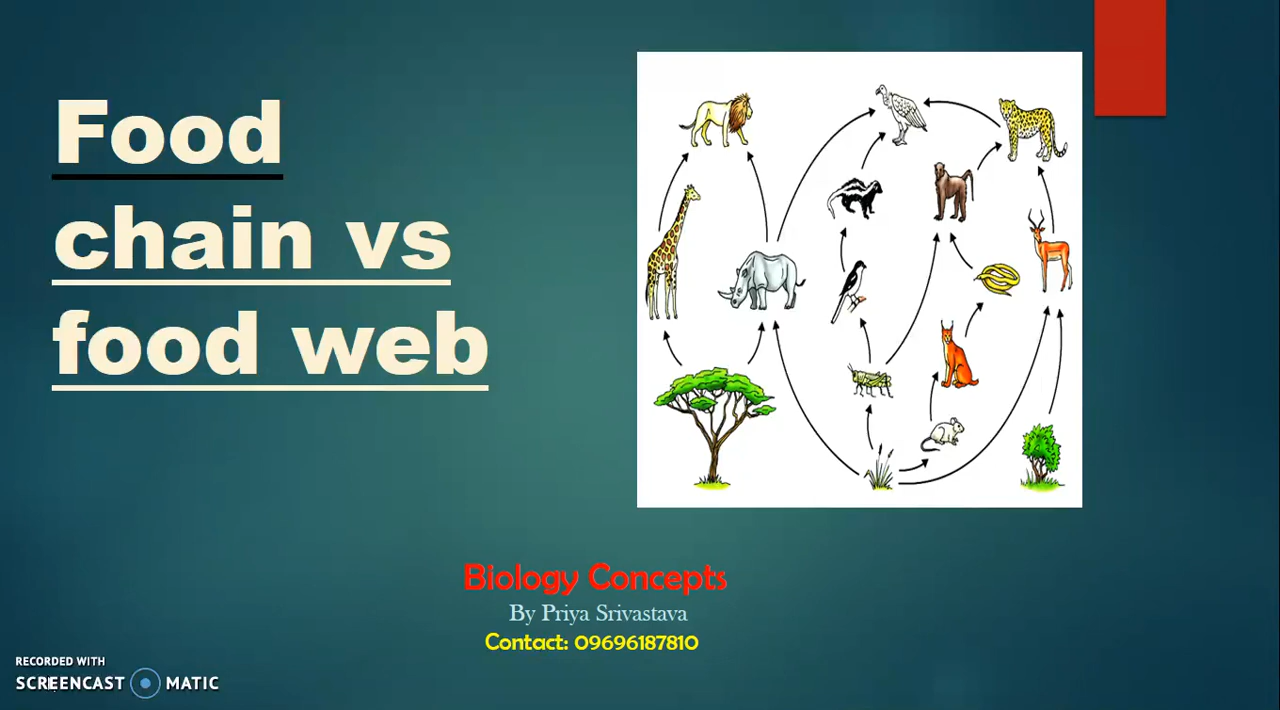 Food
chain vs
food web
Biology Concepts
By Priya Srivastava
Contact: 09696187810
RECORDED WITH
SCREENCAST MATIC